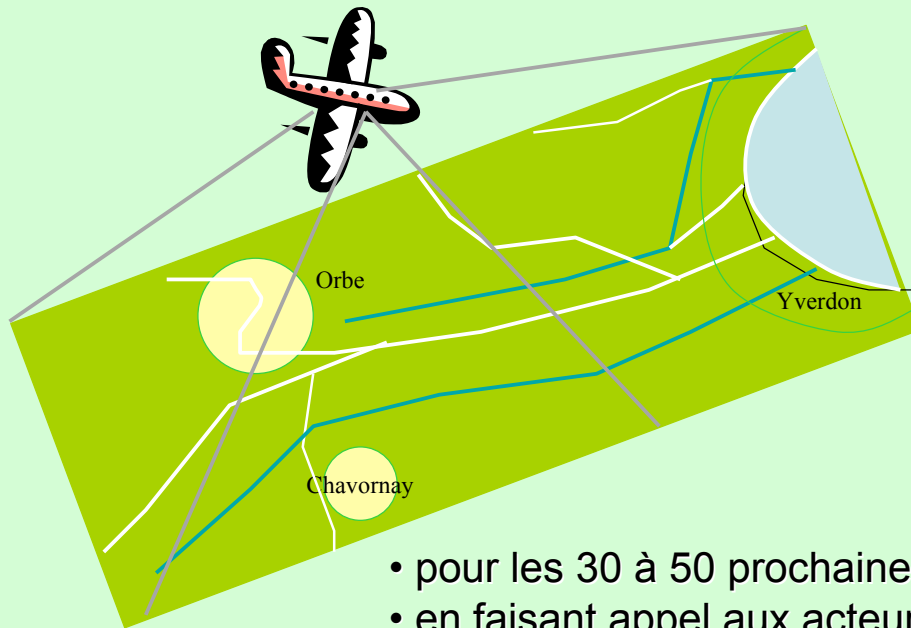 Orbe
Yverdon
Chavornay
• pour les 30 à 50 prochaine
• en faisant appel aux acteur